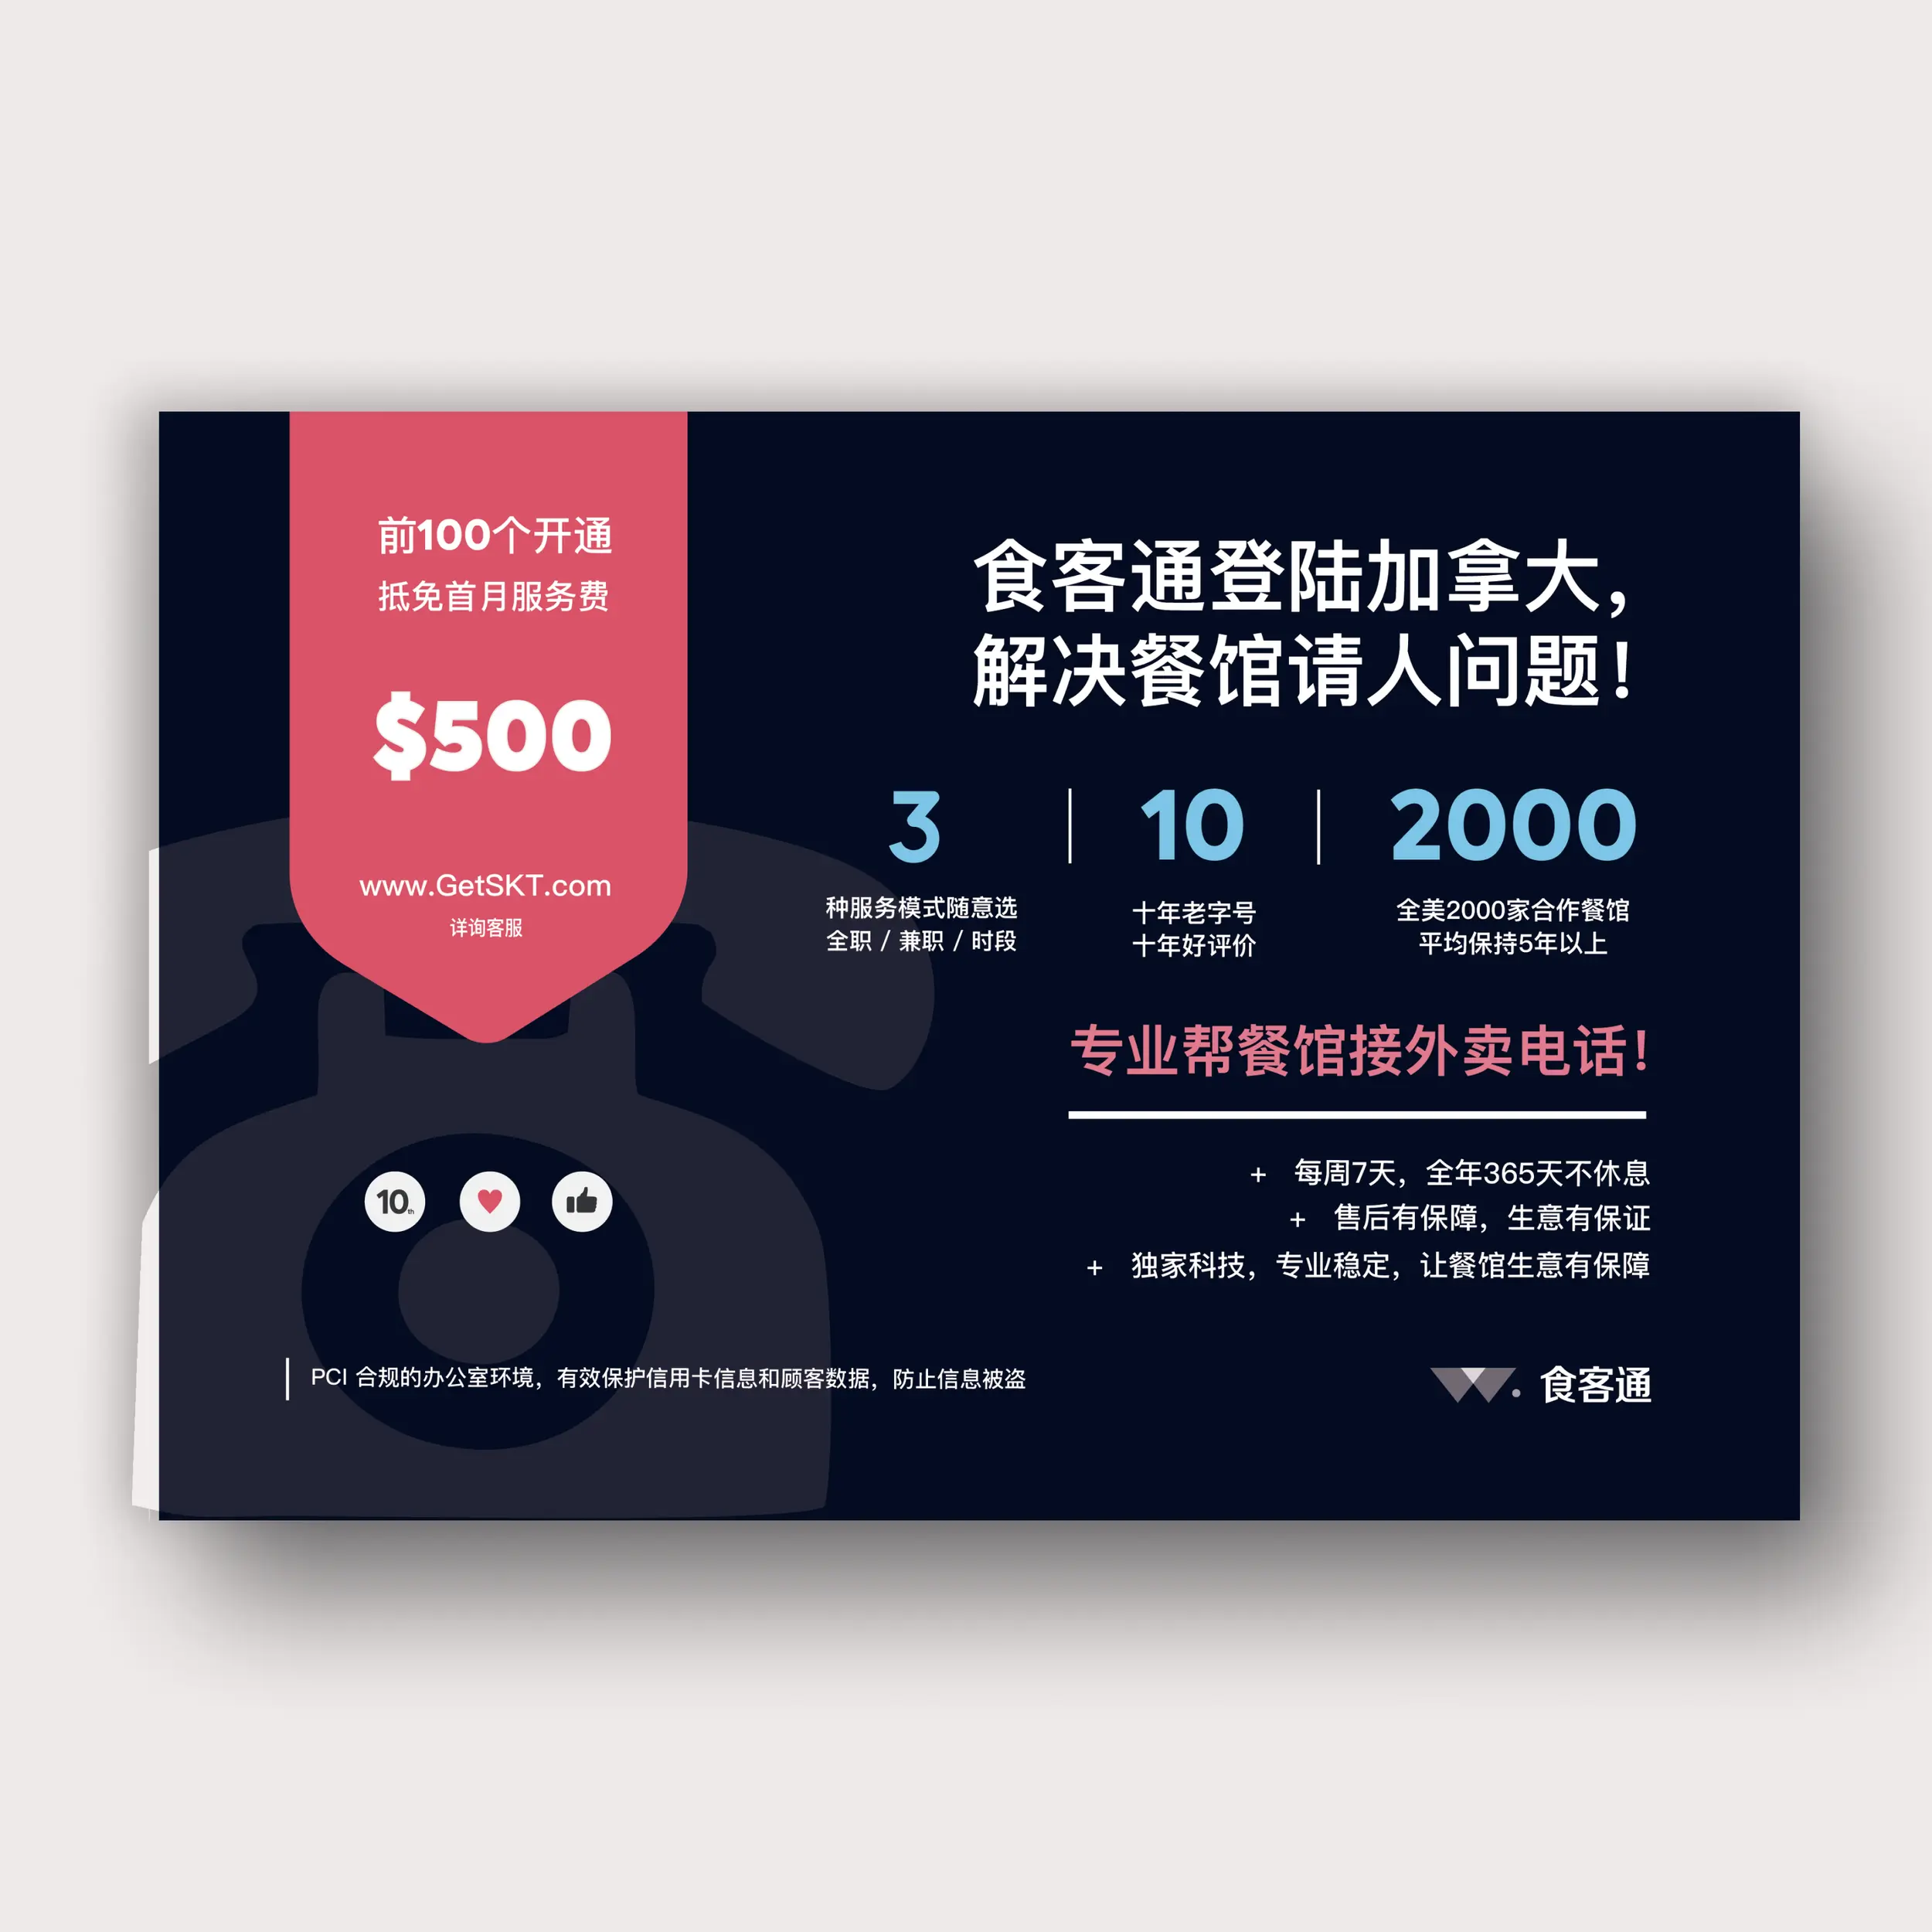 前100个开通
抵免首月服务费
$500
www.GetSKT.com
详询客服
食客通登陆加拿大，
解决餐馆请人问题！
3
种服务模式随意选
全职 / 兼职 / 时段
10
十年老字号
十年好评价
2000
全美2000家合作餐馆
平均保持5年以上
专业帮餐馆接外卖电话！
+ 每周7天，全年365天不休息
+ 售后有保障，生意有保证
+ 独家科技，专业稳定，让餐馆生意有保障
10th
PCI 合规的办公室环境，有效保护信用卡信息和顾客数据，防止信息被盗
食客通